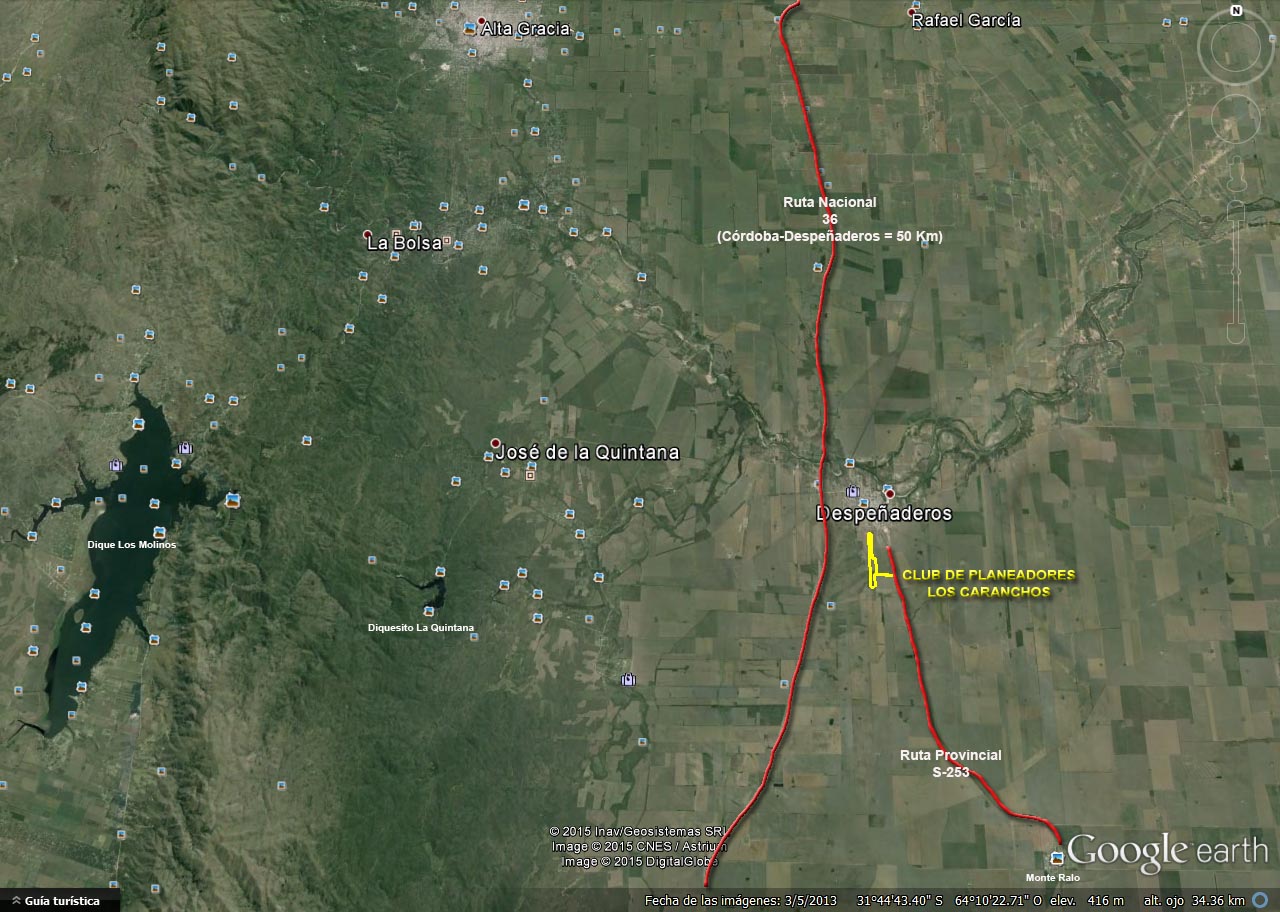 Alta Gracia
Rafael García
N
Ruta Nacional
36
(Córdoba-Despeñaderos = 50 Km)
La Bolsa
José de la Quintana
Despeñaderos
Dique Los Molinos
CLUB DE PLANEADORES
LOS CARANCHOS
Diquesito La Quintana
Ruta Provincial
S-253
© 2015 Inav/Geosistemas SRL
Image © 2015 CNES / Astrium
Image © 2015 DigitalGlobe
Google earth
Monte Ralo
Guía turística
Fecha de las imágenes: 3/5/2013 31°44'43.40" S 64°10'22.71" O elev. 416 m alt. ojo 34.36 km